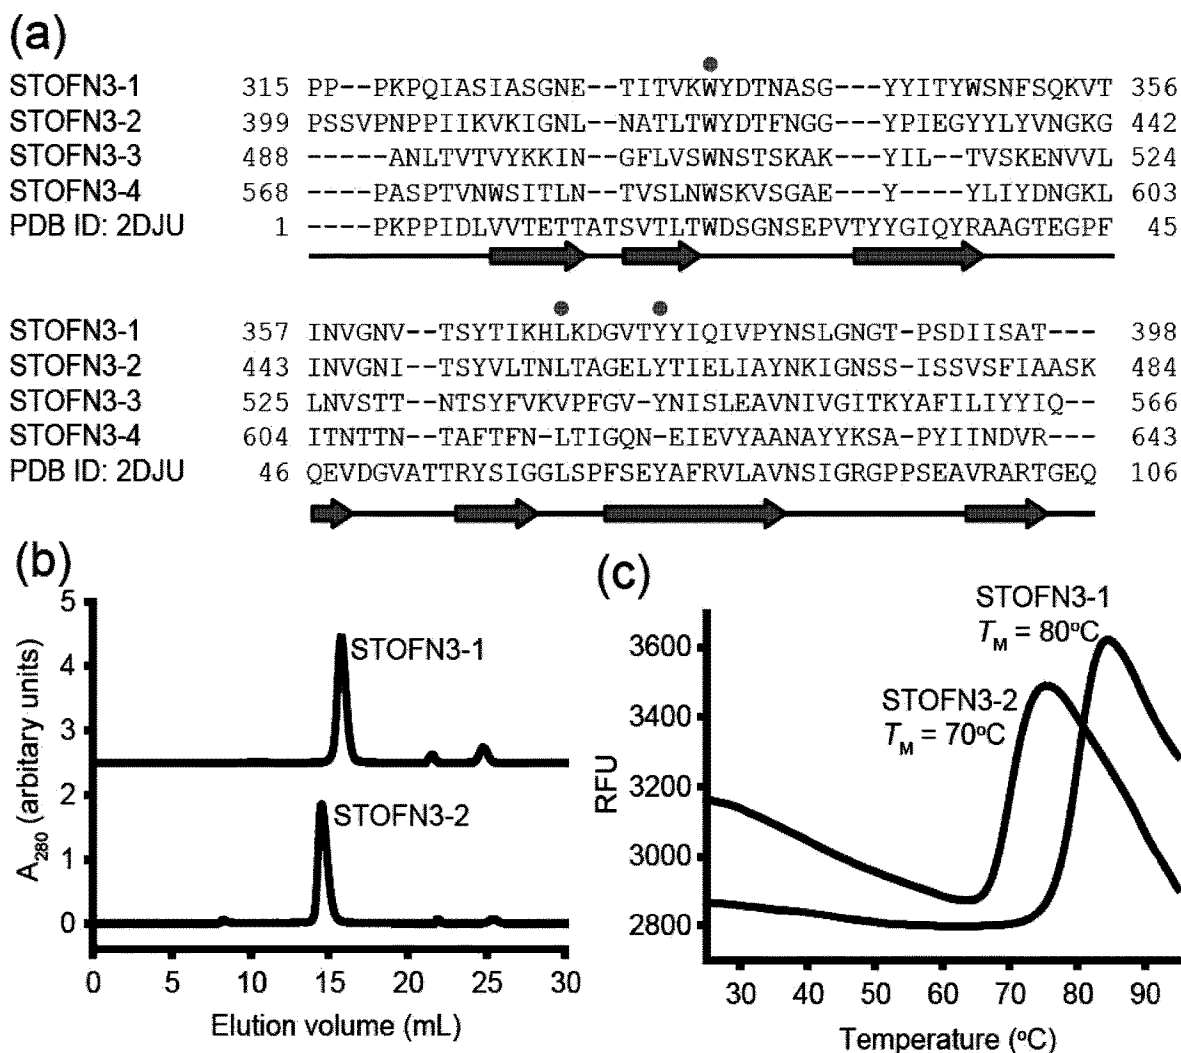 (a)
STOFN3-1 315 PP--PKPQIASIASGNE--TITVKWYDTNASG---YYITYWSNFSQKVT 356
STOFN3-2 399 PSSVPNPPIIKVKIGNL--NATLTWYDTFNGG---YPIEGYYLYVNGKG 442
STOFN3-3 488 -----ANLTVTVYKKIN--GFLVSWNSTSKAK---YIL--TVSKENVVL 524
STOFN3-4 568 ----PASPTVNWSITLN--TVSLNWSKVSGAE---Y----YLIYDNGKL 603
PDB ID: 2DJU 1 ----PKPPIDLVVTETTATSVTLTWDSGNSEPVTYYGIQYRAAGTEGPF 45
STOFN3-1 357 INVGNV--TSYTIKHLKDGVTYYIQIVPYNSLGNGT-PSDIISAT--- 398
STOFN3-2 443 INVGNI--TSYVLTNLTAGELYTIELIAYNKIGNSS-ISSVSFIAASK 484
STOFN3-3 525 LNVSTT--NTSYFVKVPFGV-YNISLEAVNIVGITKYAFILIYYIQ-- 566
STOFN3-4 604 ITNTTN--TAFTFN-LTIGQN-EIEVYAANAYYKSA-PYIINDVR--- 643
PDB ID: 2DJU 46 QEVDGVATTRYSIGGLSPFSEYAFRVLAVNSIGRGPPSEAVRARTGEQ 106
(b)
5
4
3
2
1
0
A280 (arbitary units)
STOFN3-1
STOFN3-2
0 5 10 15 20 25 30
Elution volume (mL)
(c)
STOFN3-1
TM = 80°C
STOFN3-2
TM = 70°C
3600
3400
3200
3000
2800
RFU
30 40 50 60 70 80 90
Temperature (°C)